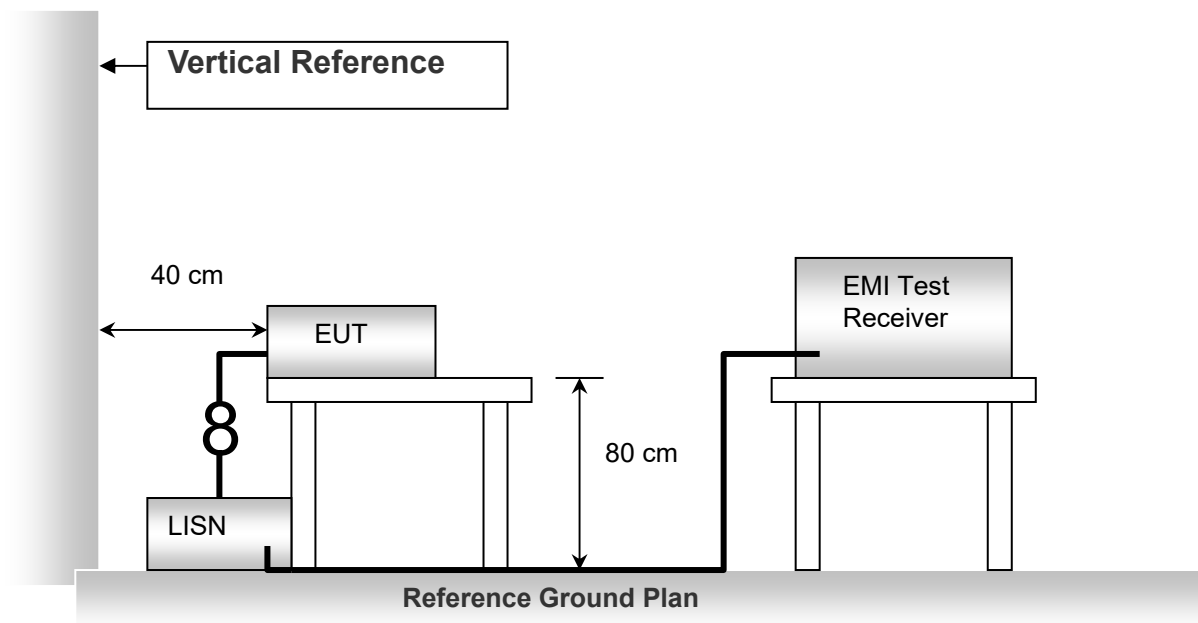 Vertical Reference
40 cm
EMI Test
Receiver
EUT
80 cm
LISN
Reference Ground Plan